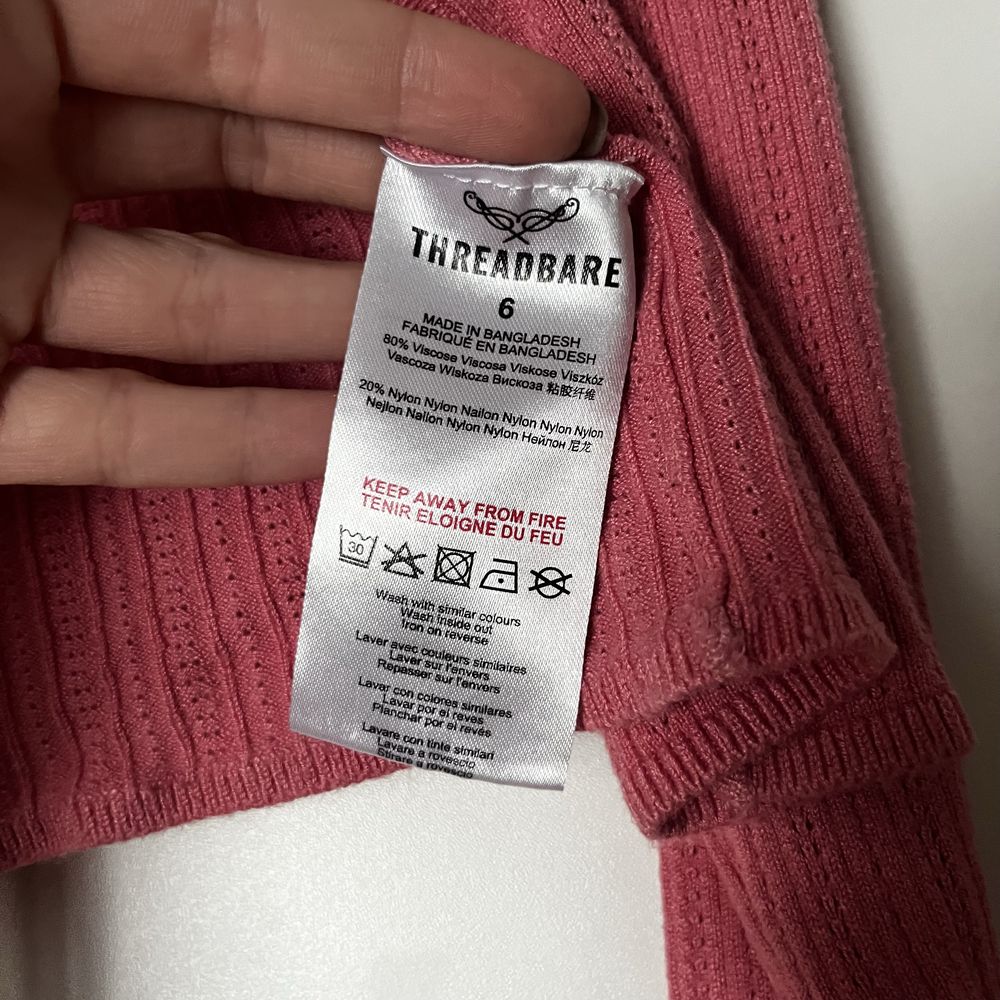 THREADBARE
6
MADE IN BANGLADESH
FABRIQUÉ EN BANGLADESH
80% Viscose Viscosa Viskose Viszkóz
Vascoza Wiskoza Вискоза 粘胶纤维
20% Nylon Nylon Nailon Nylon Nylon Nylon
Nejlon Nailon Nylon Nylon Нейлон 尼龙
KEEP AWAY FROM FIRE
TENIR ELOIGNE DU FEU
30
Wash with similar colours
Wash inside out
Iron on reverse
Laver avec couleurs similaires
Laver sur l'envers
Repasser sur l'envers
Lavar con colores similares
Lavar por el revés
Planchar por el revés
Lavare con tinte similari
Lavare a rovescio
Stirare a rovescio